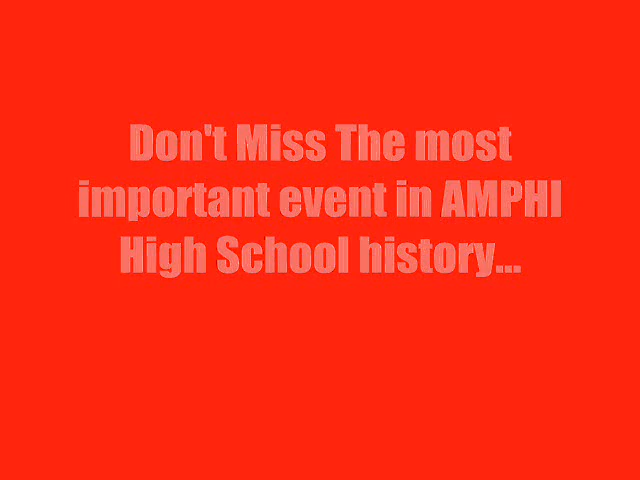 Don't Miss The most
important event in AMPHI
High School history...